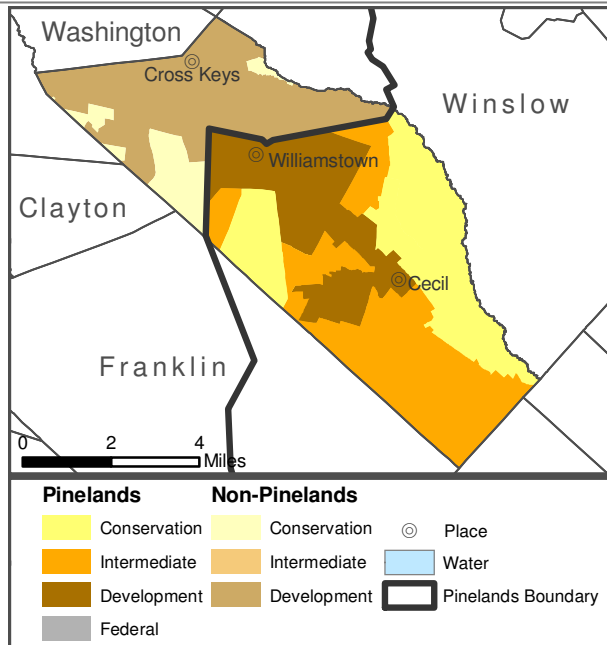 Washington
Cross Keys
Winslow
Williamstown
Clayton
Cecil
Franklin
0 2 4
Miles
Pinelands Non-Pinelands
Conservation Conservation Place
Intermediate Intermediate Water
Development Development Pinelands Boundary
Federal